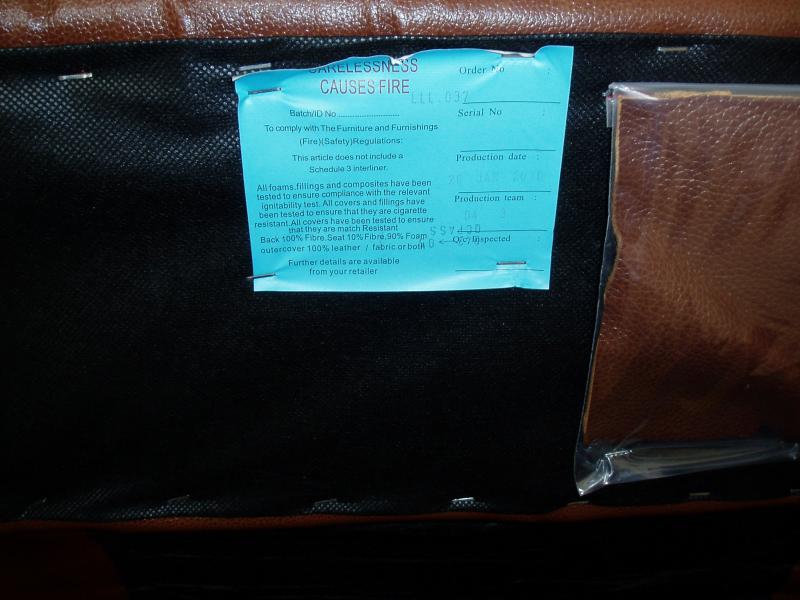 CARELESSNESS
CAUSES FIRE
Batch/ID No
To comply with The Furniture and Furnishings
(Fire)(Safety)Regulations:
This article does not include a
Schedule 3 interliner.
All foams,fillings and composites have been
tested to ensure compliance with the relevant
ignitability test. All covers and fillings have
been tested to ensure that they are cigarette
resistant.All covers have been tested to ensure
that they are match Resistant
Back 100% Fibre.Seat 10%Fibre,90% Foam
outercover 100% leather / fabric or both
Further details are available
from your retailer
Order No :
LLL.037
Serial No :
Production date :
Production team :
04
Inspected :